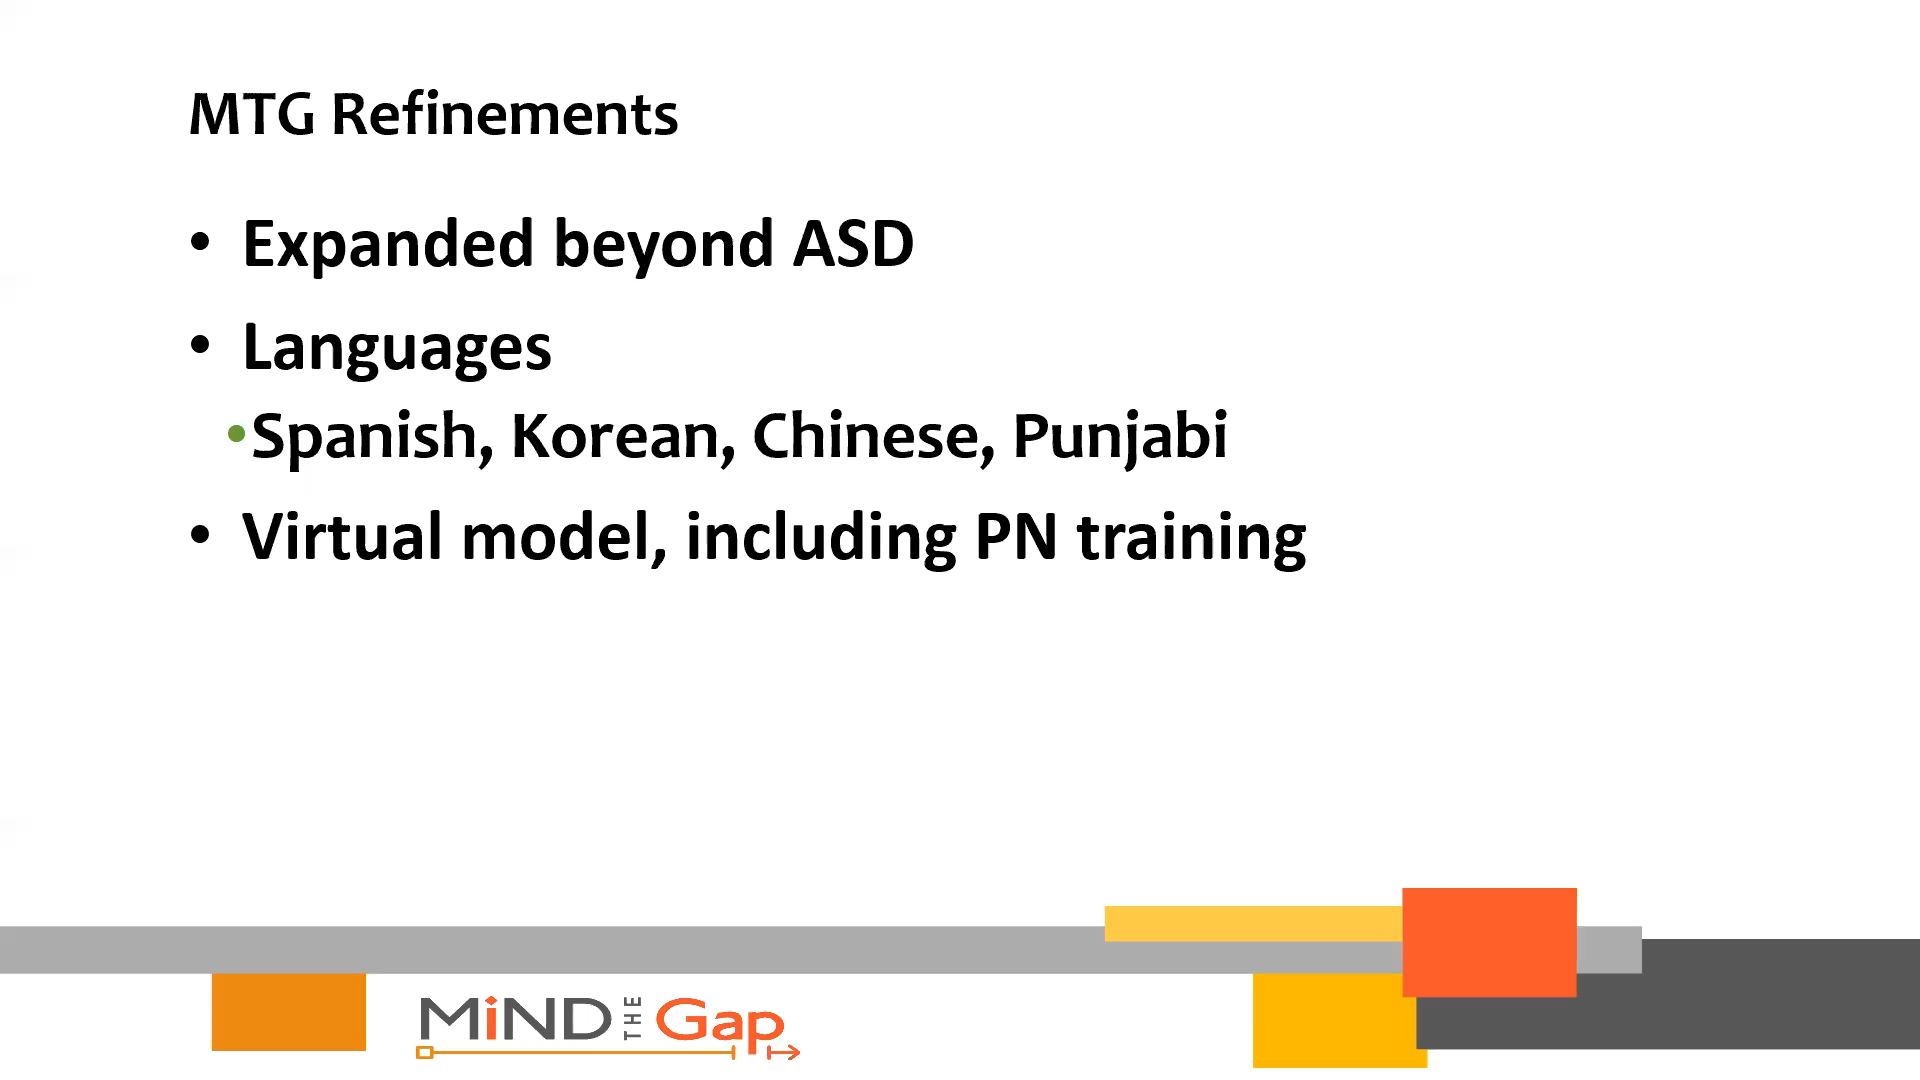 MTG Refinements
• Expanded beyond ASD
• Languages
•Spanish, Korean, Chinese, Punjabi
• Virtual model, including PN training
MiND THE Gap